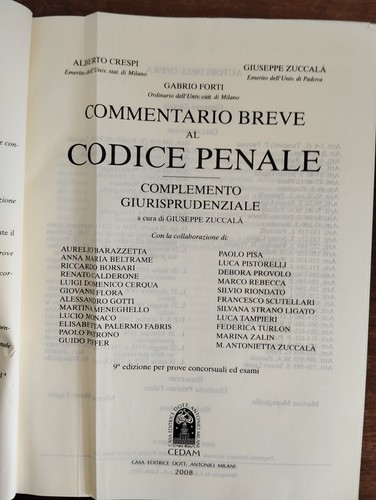 ALBERTO CRESPI
Emerito dell'Univ. stat. di Milano
GIUSEPPE ZUCCALÀ
Emerito dell'Univ. di Padova
GABRIO FORTI
Ordinario dell'Univ. catt. di Milano
COMMENTARIO BREVE
AL
CODICE PENALE
COMPLEMENTO
GIURISPRUDENZIALE
a cura di GIUSEPPE ZUCCALÀ
Con la collaborazione di:
AURELIO BARAZZETTA
ANNA MARIA BELTRAME
RICCARDO BORSARI
RENATO CALDERONE
LUIGI DOMENICO CERQUA
GIOVANNI FLORA
ALESSANDRO GOTTI
MARTINA MENEGHELLO
LUCIO MONACO
ELISABETTA PALERMO FABRIS
PAOLO PATRONO
GUIDO PIFFER
PAOLO PISA
LUCA PISTORELLI
DEBORA PROVOLO
MARCO REBECCA
SILVIO RIONDATO
FRANCESCO SCUTELLARI
SILVANA STRANO LIGATO
LUCA TAMPIERI
FEDERICA TURLON
MARINA ZALIN
M. ANTONIETTA ZUCCALÀ
9ª edizione per prove concorsuali ed esami
CASA EDITRICE DOTT. ANTONIO MILANI
CEDAM
CASA EDITRICE DOTT. ANTONIO MILANI
2008